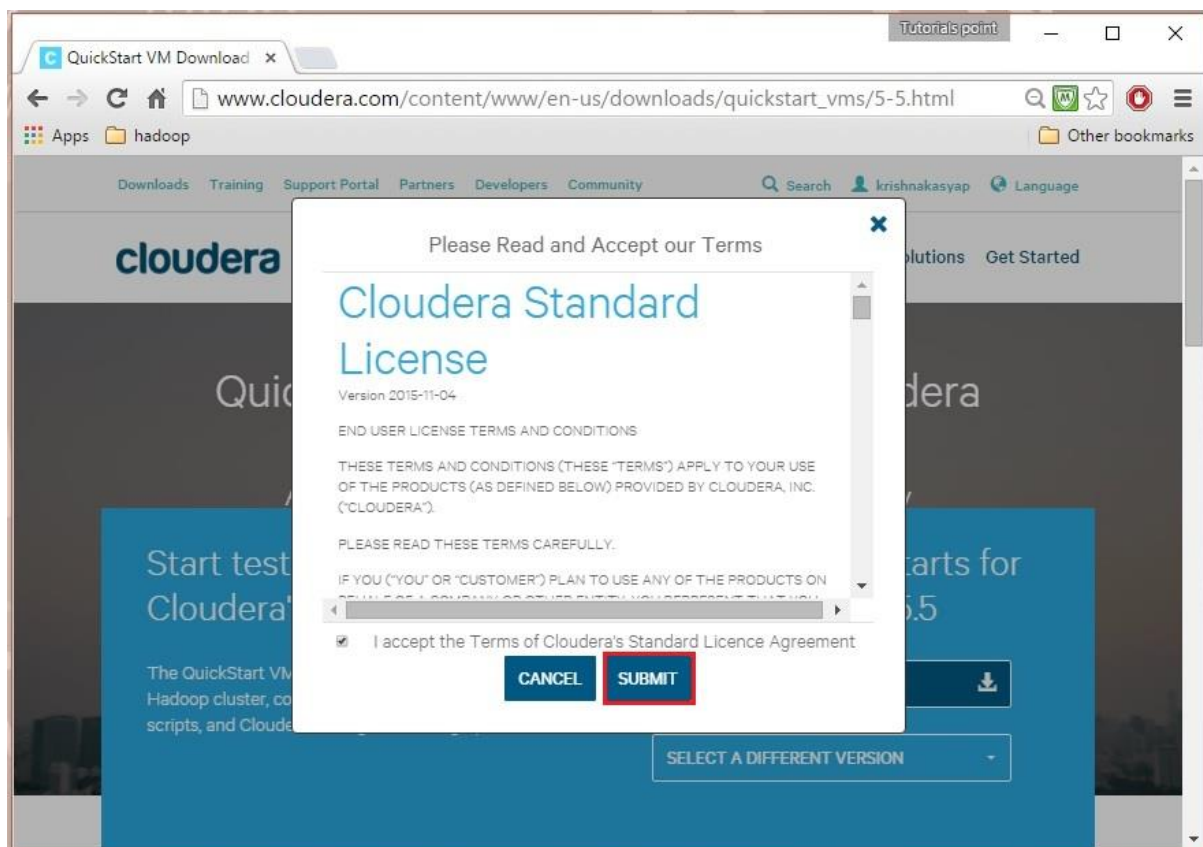 Tutorials point
QuickStart VM Download
www.cloudera.com/content/www/en-us/downloads/quickstart_vms/5-5.html
Apps hadoop Other bookmarks
Downloads Training Support Portal Partners Developers Community Search krishnakasyap Language
cloudera
olutions Get Started
Please Read and Accept our Terms
Cloudera Standard
License
Version 2015-11-04
END USER LICENSE TERMS AND CONDITIONS
THESE TERMS AND CONDITIONS (THESE “TERMS”) APPLY TO YOUR USE
OF THE PRODUCTS (AS DEFINED BELOW) PROVIDED BY CLOUDERA, INC.
(“CLOUDERA”).
PLEASE READ THESE TERMS CAREFULLY.
IF YOU (“YOU” OR “CUSTOMER”) PLAN TO USE ANY OF THE PRODUCTS ON
I accept the Terms of Cloudera's Standard Licence Agreement
CANCEL SUBMIT
Quic
dera
Start test
Cloudera'
arts for
5.5
The QuickStart VM
Hadoop cluster, co
scripts, and Cloude
SELECT A DIFFERENT VERSION